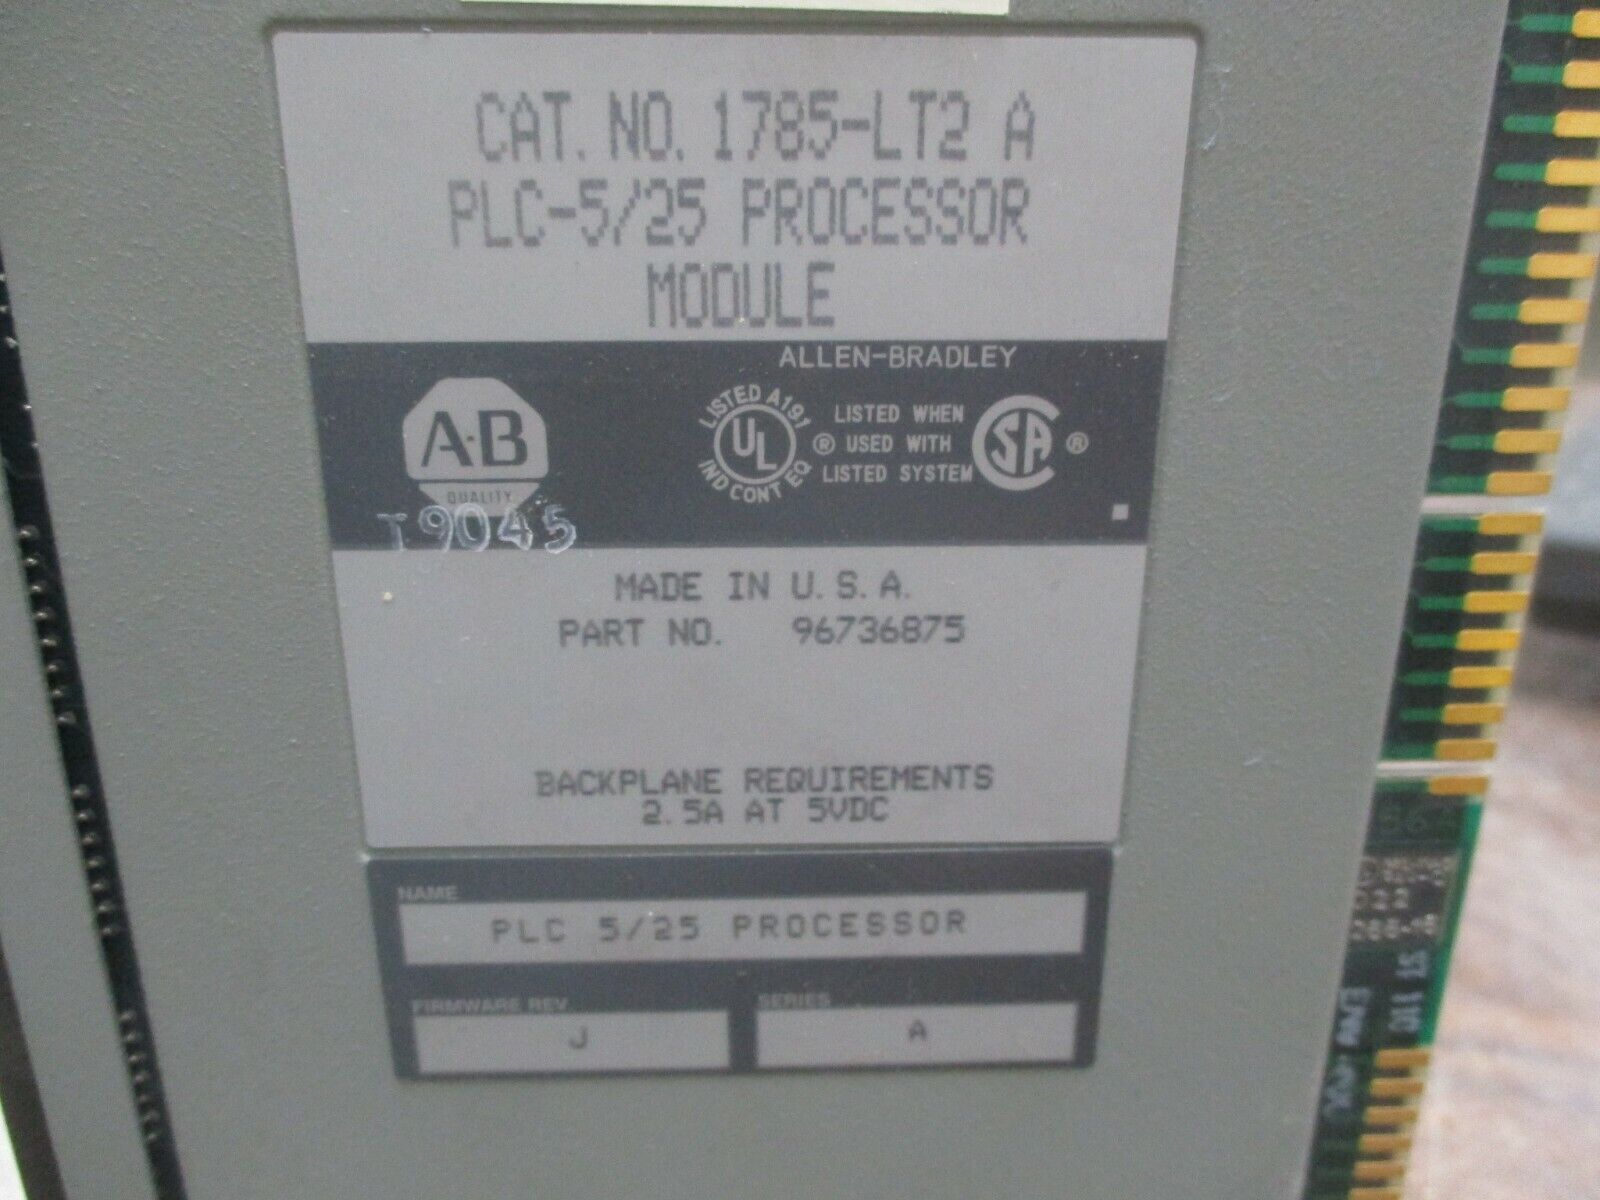 CAT. NO. 1785-LT2 A
PLC-5/25 PROCESSOR
MODULE
ALLEN-BRADLEY
A·B
QUALITY
LISTED A191
UL
IND CONT EQ
®
LISTED WHEN
USED WITH
LISTED SYSTEM
SA
®
T9045
MADE IN U.S.A.
PART NO. 96736875
BACKPLANE REQUIREMENTS
2.5A AT 5VDC
NAME
PLC 5/25 PROCESSOR
FIRMWARE REV.
J
SERIES
A